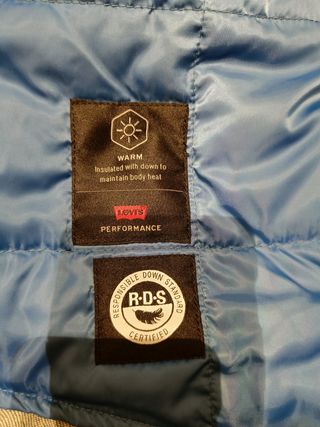 WARM
Insulated with down to
maintain body heat
Levi's
PERFORMANCE
RESPONSIBLE DOWN STANDARD
R·D·S
CERTIFIED